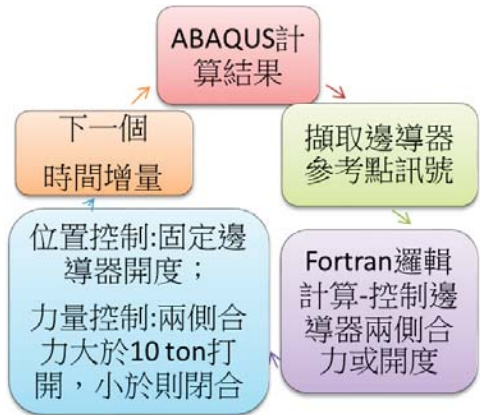 ABAQUS計
算結果
擷取邊導器
參考點訊號
Fortran邏輯
計算-控制邊
導器兩側合
力或開度
位置控制:固定邊
導器開度；
力量控制:兩側合
力大於10 ton打
開，小於則閉合
下一個
時間增量